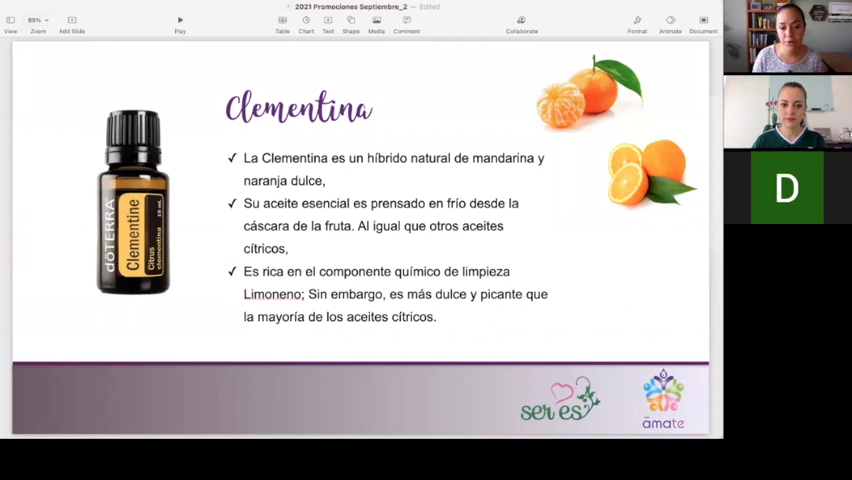 2021 Promociones Septiembre_2 — Edited
69%
View
Zoom
Add Slide
Play
Table
Chart
Text
Shape
Media
Comment
Collaborate
Format
Animate
Document
Clementina
✓ La Clementina es un híbrido natural de mandarina y
naranja dulce,
✓ Su aceite esencial es prensado en frío desde la
cáscara de la fruta. Al igual que otros aceites
cítricos,
✓ Es rica en el componente químico de limpieza
Limoneno; Sin embargo, es más dulce y picante que
la mayoría de los aceites cítricos.
dōTERRA
Clementine
Citrus
clementina
15 mL
ser es
āmate
D